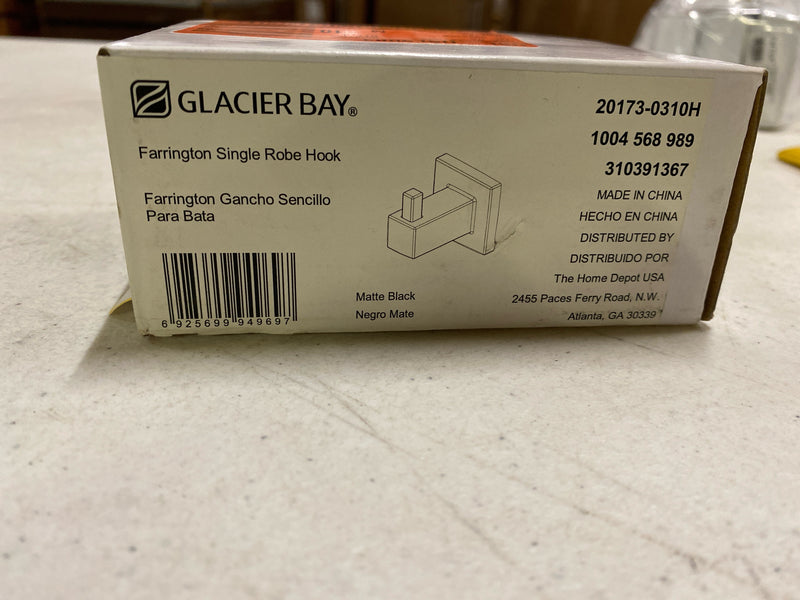 GLACIER BAY®
Farrington Single Robe Hook
Farrington Gancho Sencillo
Para Bata
6 925699 949697
Matte Black
Negro Mate
20173-0310H
1004 568 989
310391367
MADE IN CHINA
HECHO EN CHINA
DISTRIBUTED BY
DISTRIBUIDO POR
The Home Depot USA
2455 Paces Ferry Road, N.W.
Atlanta, GA 30339